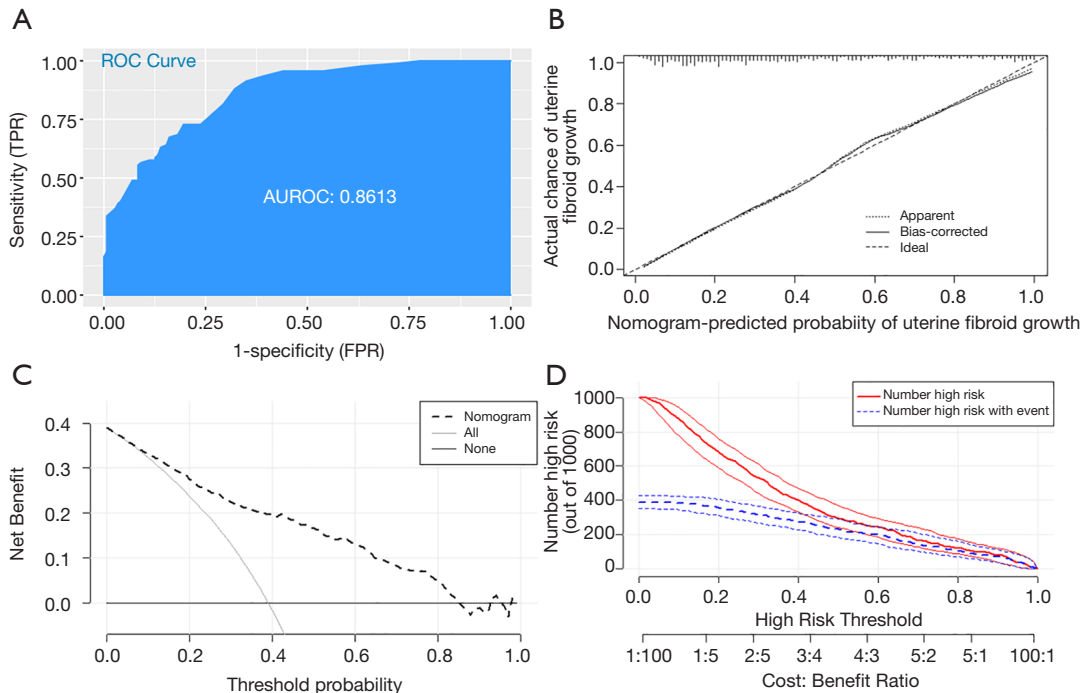 A
ROC Curve
1.00
0.75
0.50
0.25
0.00
Sensitivity (TPR)
AUROC: 0.8613
0.00 0.25 0.50 0.75 1.00
1-specificity (FPR)
B
1.0
0.8
0.6
0.4
0.2
0.0
Actual chance of uterine
fibroid growth
Apparent
Bias-corrected
Ideal
0.0 0.2 0.4 0.6 0.8 1.0
Nomogram-predicted probabiity of uterine fibroid growth
C
0.4
0.3
0.2
0.1
0.0
Net Benefit
Nomogram
All
None
0.0 0.2 0.4 0.6 0.8 1.0
Threshold probability
D
1000
800
600
400
200
0
Number high risk
(out of 1000)
Number high risk
Number high risk with event
0.0 0.2 0.4 0.6 0.8 1.0
High Risk Threshold
1:100 1:5 2:5 3:4 4:3 5:2 5:1 100:1
Cost: Benefit Ratio